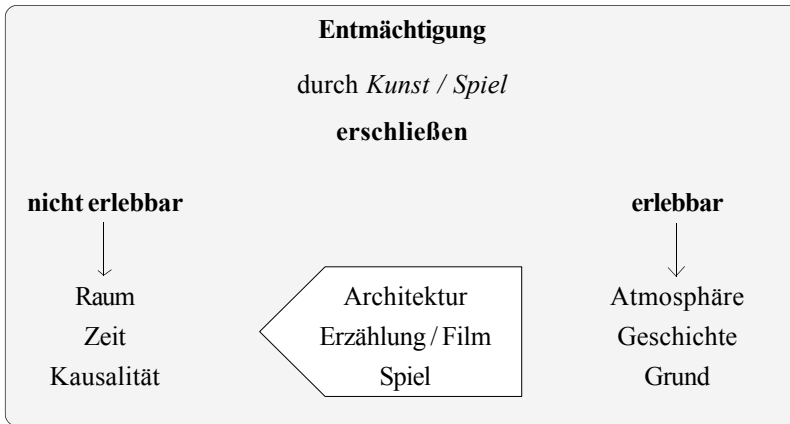 Entmächtigung
durch Kunst / Spiel
erschließen
nicht erlebbar
erlebbar
Raum
Architektur
Atmosphäre
Zeit
Erzählung / Film
Geschichte
Kausalität
Spiel
Grund